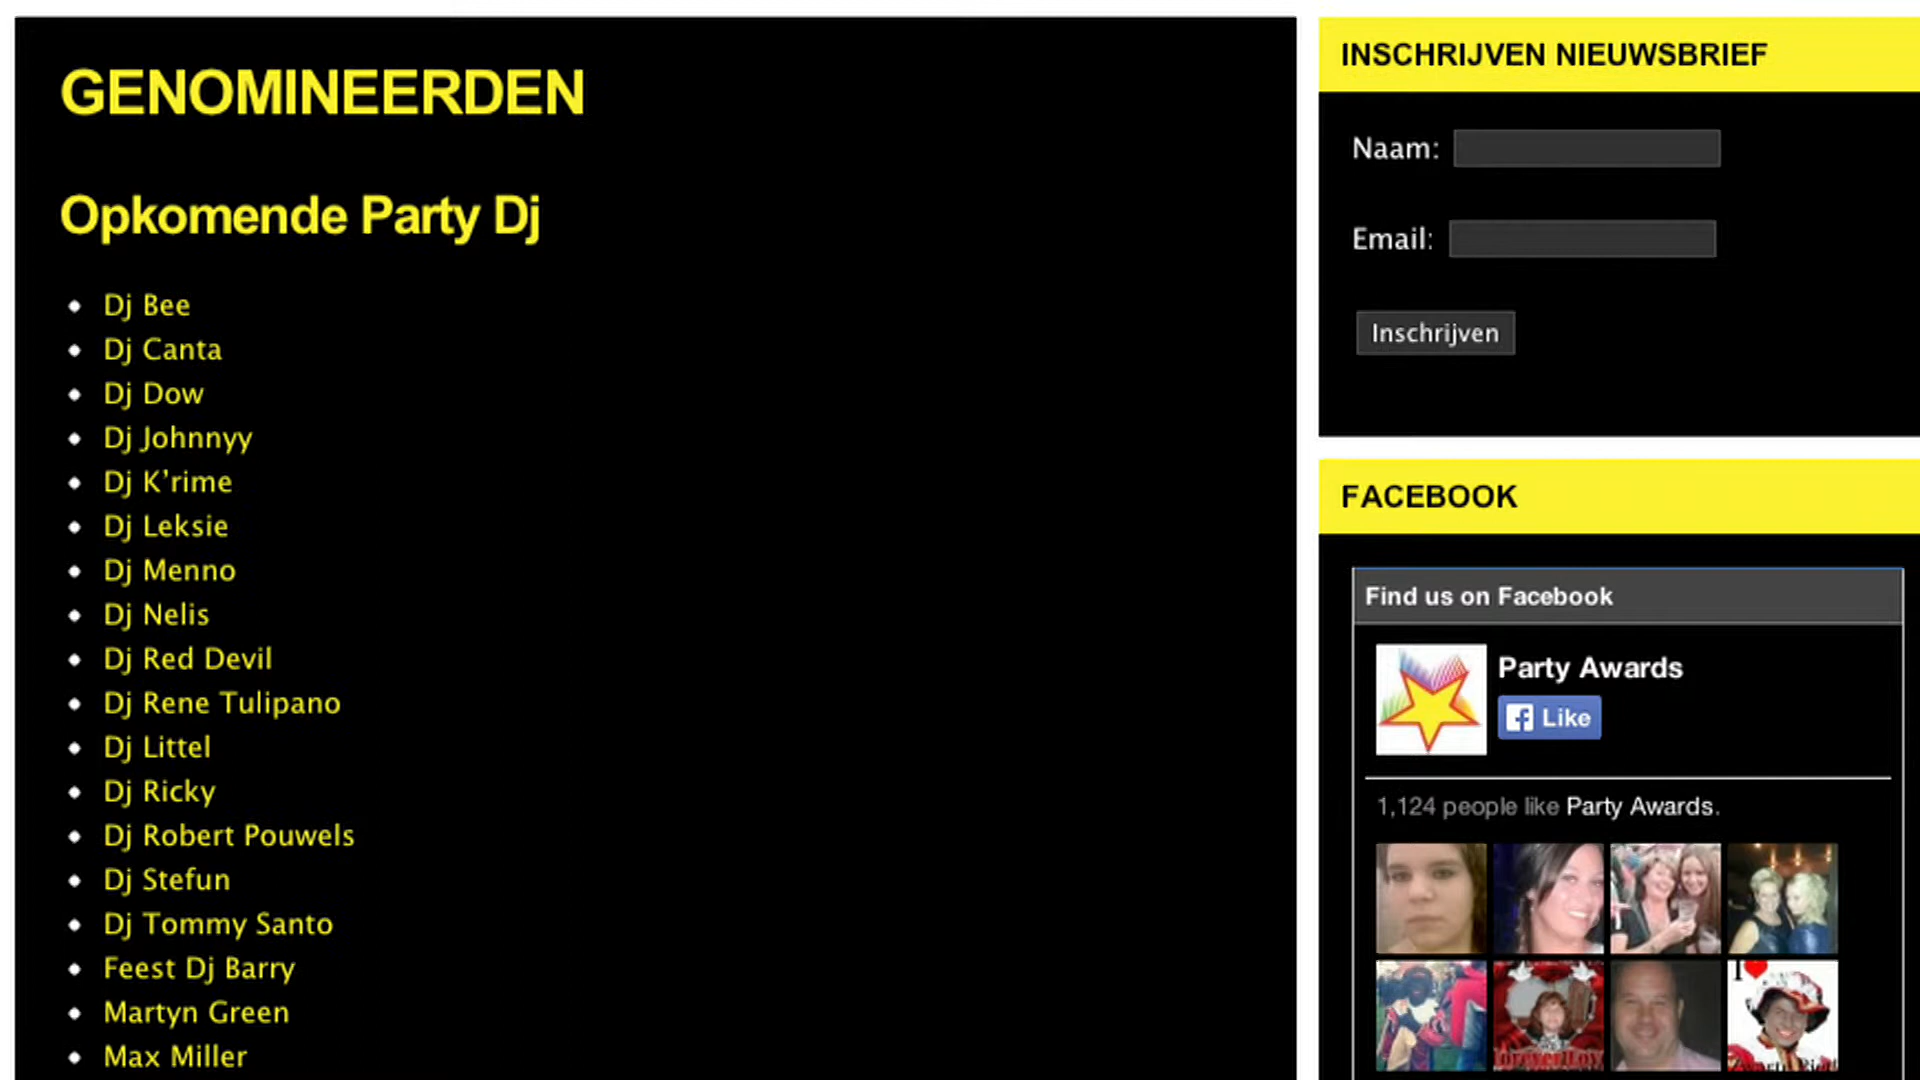 GENOMINEERDEN
Opkomende Party Dj
Dj Bee
Dj Canta
Dj Dow
Dj Johnnyy
Dj K'rime
Dj Leksie
Dj Menno
Dj Nelis
Dj Red Devil
Dj Rene Tulipano
Dj Littel
Dj Ricky
Dj Robert Pouwels
Dj Stefun
Dj Tommy Santo
Feest Dj Barry
Martyn Green
Max Miller
INSCHRIJVEN NIEUWSBRIEF
Naam:
Email:
Inschrijven
FACEBOOK
Find us on Facebook
Party Awards
Like
1,124 people like Party Awards.
I